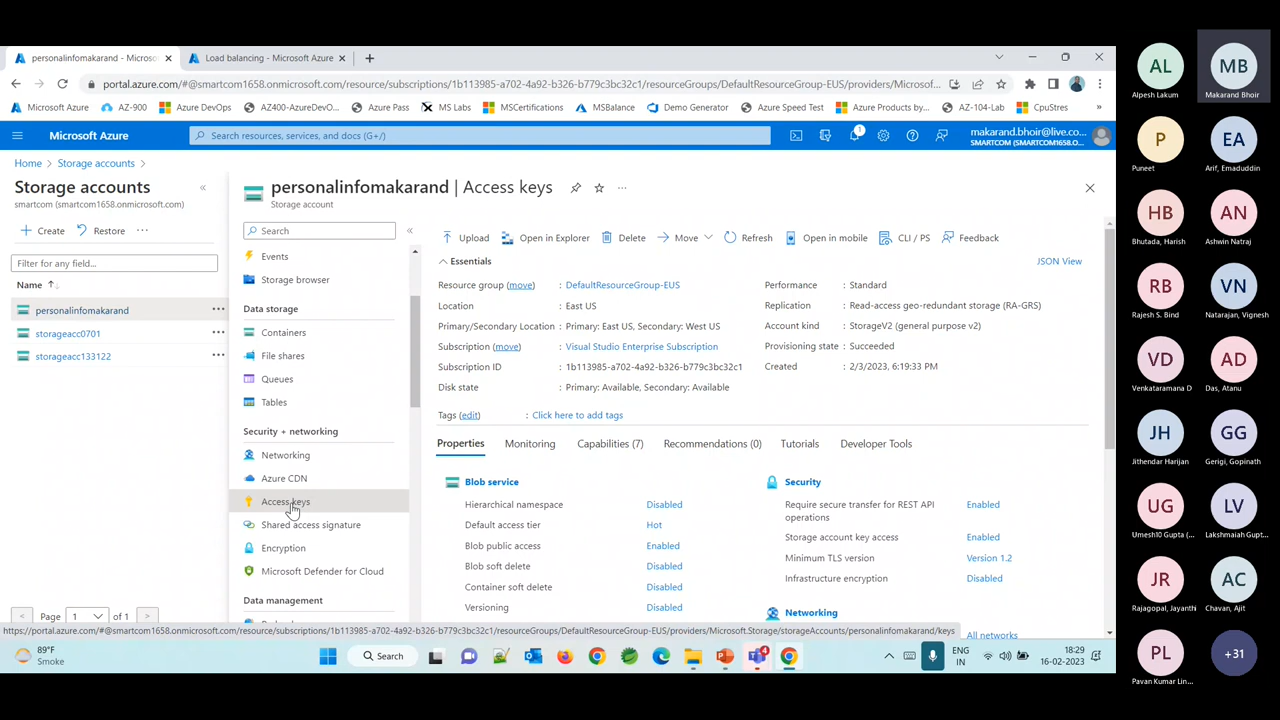 personalinfomakarand - Microso
Load balancing - Microsoft Azure
portal.azure.com/#@smartcom1658.onmicrosoft.com/resource/subscriptions/1b113985-a702-4a92-b326-b779c3bc32c1/resourceGroups/DefaultResourceGroup-EUS/providers/Microsof...
Microsoft Azure
AZ-900
Azure DevOps
AZ400-AzureDevO...
Azure Pass
MS Labs
MSCertifications
MSBalance
Demo Generator
Azure Speed Test
Azure Products by...
AZ-104-Lab
CpuStres
Microsoft Azure
Search resources, services, and docs (G+/)
1
makarand.bhoir@live.co...
SMARTCOM (SMARTCOM1658.O...
Home > Storage accounts >
Storage accounts
smartcom (smartcom1658.onmicrosoft.com)
Create
Restore
Filter for any field...
Name
personalinfomakarand
storageacc0701
storageacc133122
Page 1 of 1
personalinfomakarand | Access keys
Storage account
Search
Events
Storage browser
Data storage
Containers
File shares
Queues
Tables
Security + networking
Networking
Azure CDN
Access keys
Shared access signature
Encryption
Microsoft Defender for Cloud
Data management
Upload
Open in Explorer
Delete
Move
Refresh
Open in mobile
CLI / PS
Feedback
Essentials
JSON View
Resource group (move) : DefaultResourceGroup-EUS
Location : East US
Primary/Secondary Location : Primary: East US, Secondary: West US
Subscription (move) : Visual Studio Enterprise Subscription
Subscription ID : 1b113985-a702-4a92-b326-b779c3bc32c1
Disk state : Primary: Available, Secondary: Available
Performance : Standard
Replication : Read-access geo-redundant storage (RA-GRS)
Account kind : StorageV2 (general purpose v2)
Provisioning state : Succeeded
Created : 2/3/2023, 6:19:33 PM
Tags (edit) : Click here to add tags
Properties
Monitoring
Capabilities (7)
Recommendations (0)
Tutorials
Developer Tools
Blob service
Hierarchical namespace Disabled
Default access tier Hot
Blob public access Enabled
Blob soft delete Disabled
Container soft delete Disabled
Versioning Disabled
Security
Require secure transfer for REST API operations Enabled
Storage account key access Enabled
Minimum TLS version Version 1.2
Infrastructure encryption Disabled
Networking
All networks
https://portal.azure.com/#@smartcom1658.onmicrosoft.com/resource/subscriptions/1b113985-a702-4a92-b326-b779c3bc32c1/resourceGroups/DefaultResourceGroup-EUS/providers/Microsoft.Storage/storageAccounts/personalinfomakarand/keys
89°F
Smoke
Search
4
ENG
IN
18:29
16-02-2023
AL
Alpesh Lakum
MB
Makarand Bhoir
P
Puneet
EA
Arif, Emaduddin
HB
Bhutada, Harish
AN
Ashwin Natraj
RB
Rajesh S. Bind
VN
Natarajan, Vignesh
VD
Venkataramana D
AD
Das, Atanu
JH
Jithendar Harijan
GG
Gerigi, Gopinath
UG
Umesh10 Gupta (...
LV
Lakshmaiah Gupt...
JR
Rajagopal, Jayanthi
AC
Chavan, Ajit
PL
Pavan Kumar Lin...
+31